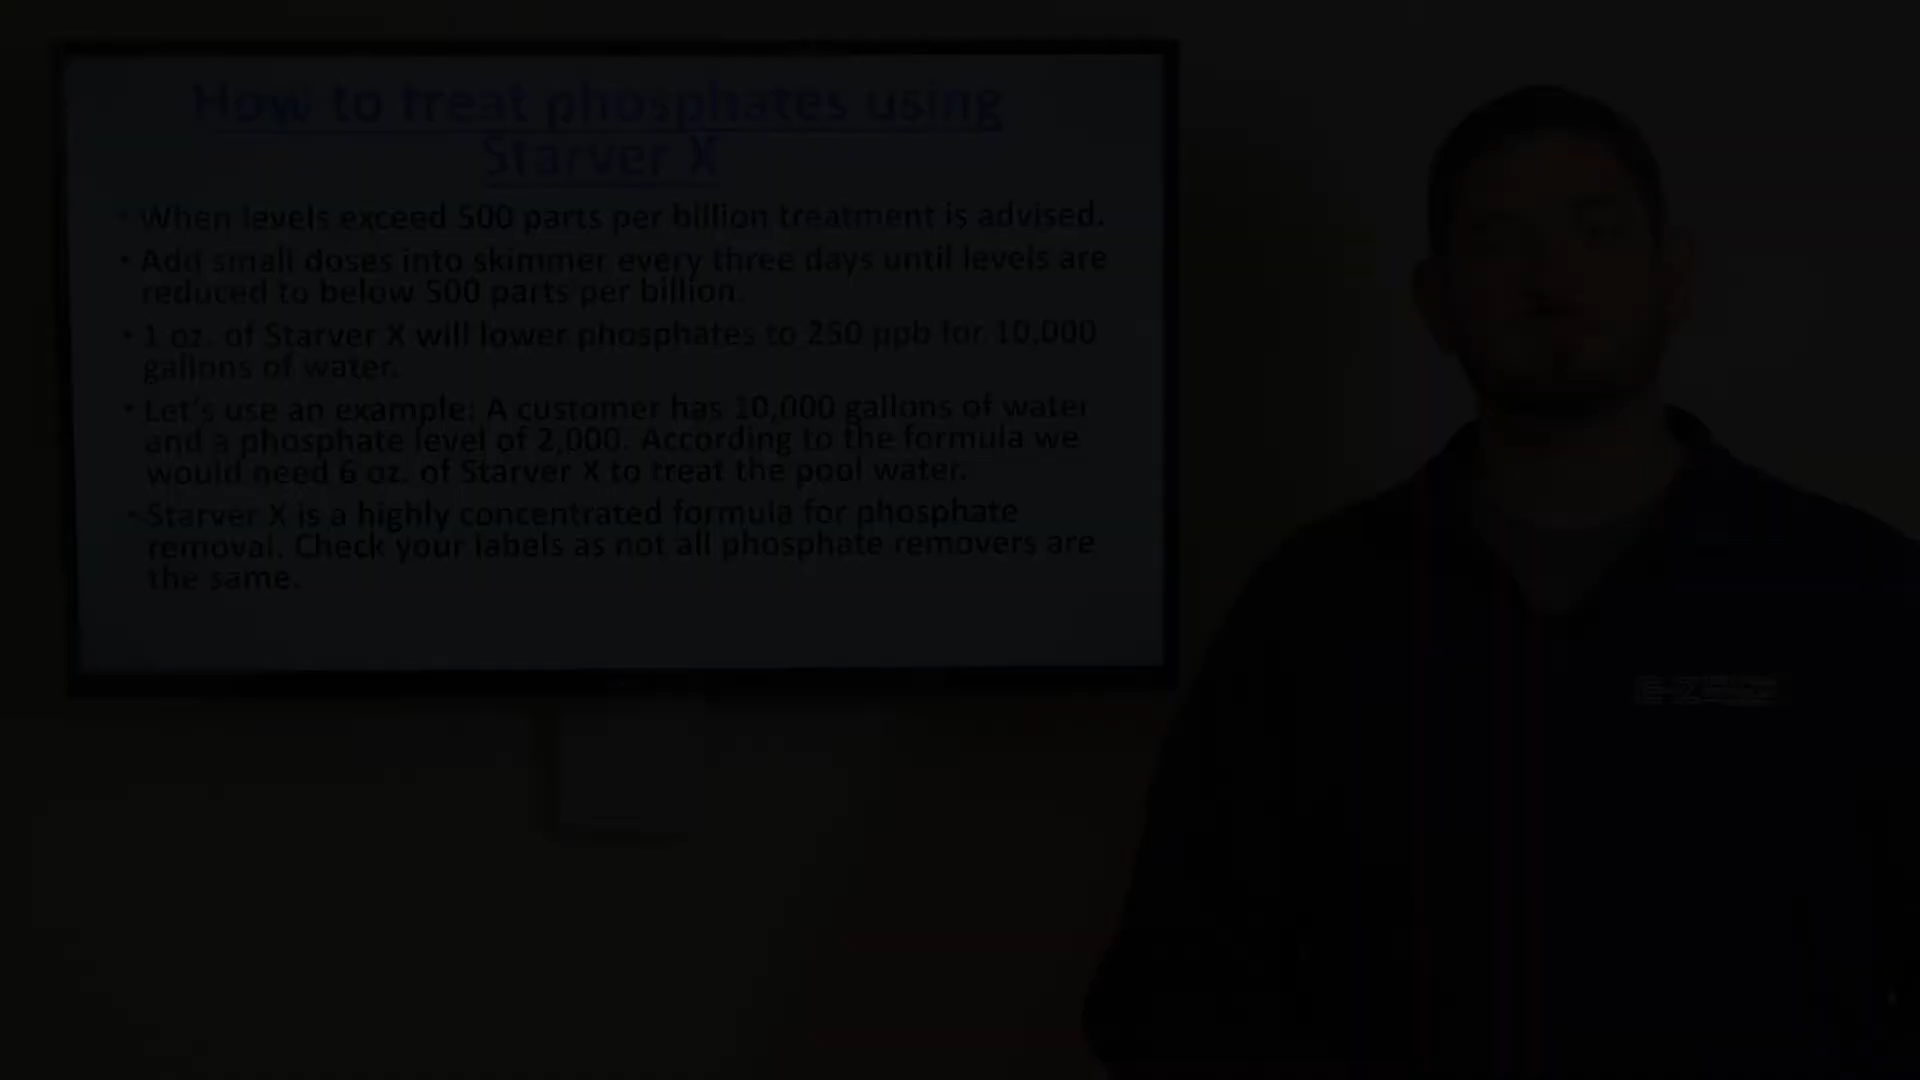 How to treat phosphates using
Starver X
• When levels exceed 500 parts per billion treatment is advised.
• Add small doses into skimmer every three days until levels are
reduced to below 500 parts per billion.
• 1 oz. of Starver X will lower phosphates to 250 ppb for 10,000
gallons of water.
• Let's use an example: A customer has 10,000 gallons of water
and a phosphate level of 2,000. According to the formula we
would need 6 oz. of Starver X to treat the pool water.
• Starver X is a highly concentrated formula for phosphate
removal. Check your labels as not all phosphate removers are
the same.